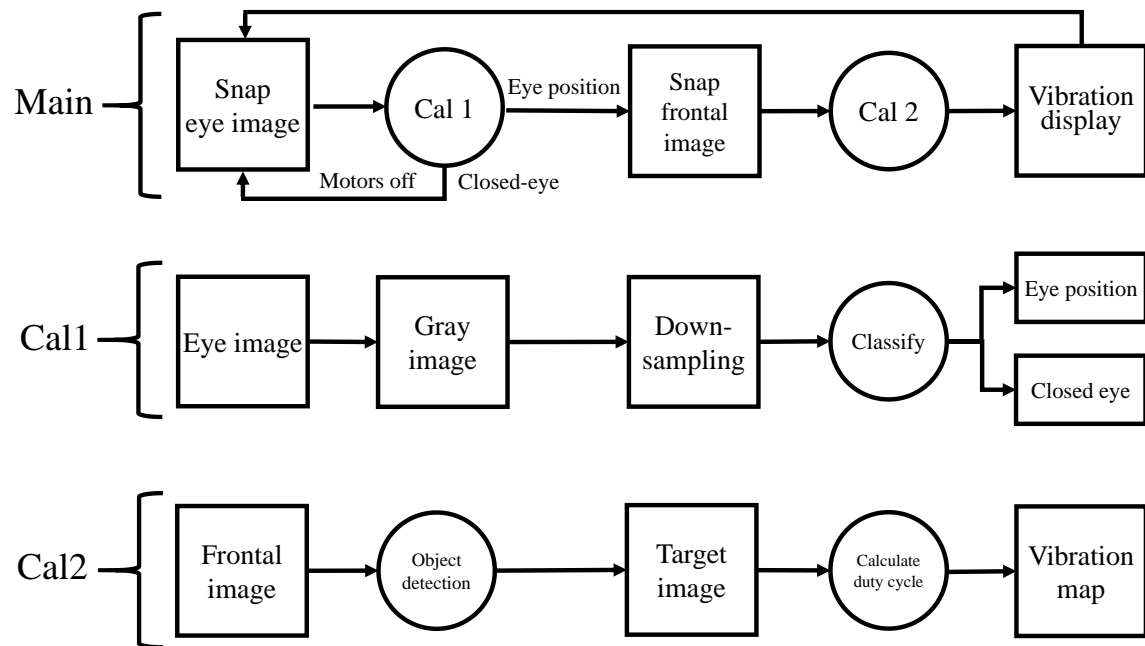 Main
Snap
eye image
Cal 1
Eye position
Snap
frontal
image
Cal 2
Vibration
display
Motors off
Closed-eye
Cal1
Eye image
Gray
image
Down-
sampling
Classify
Eye position
Closed eye
Cal2
Frontal
image
Object
detection
Target
image
Calculate
duty cycle
Vibration
map